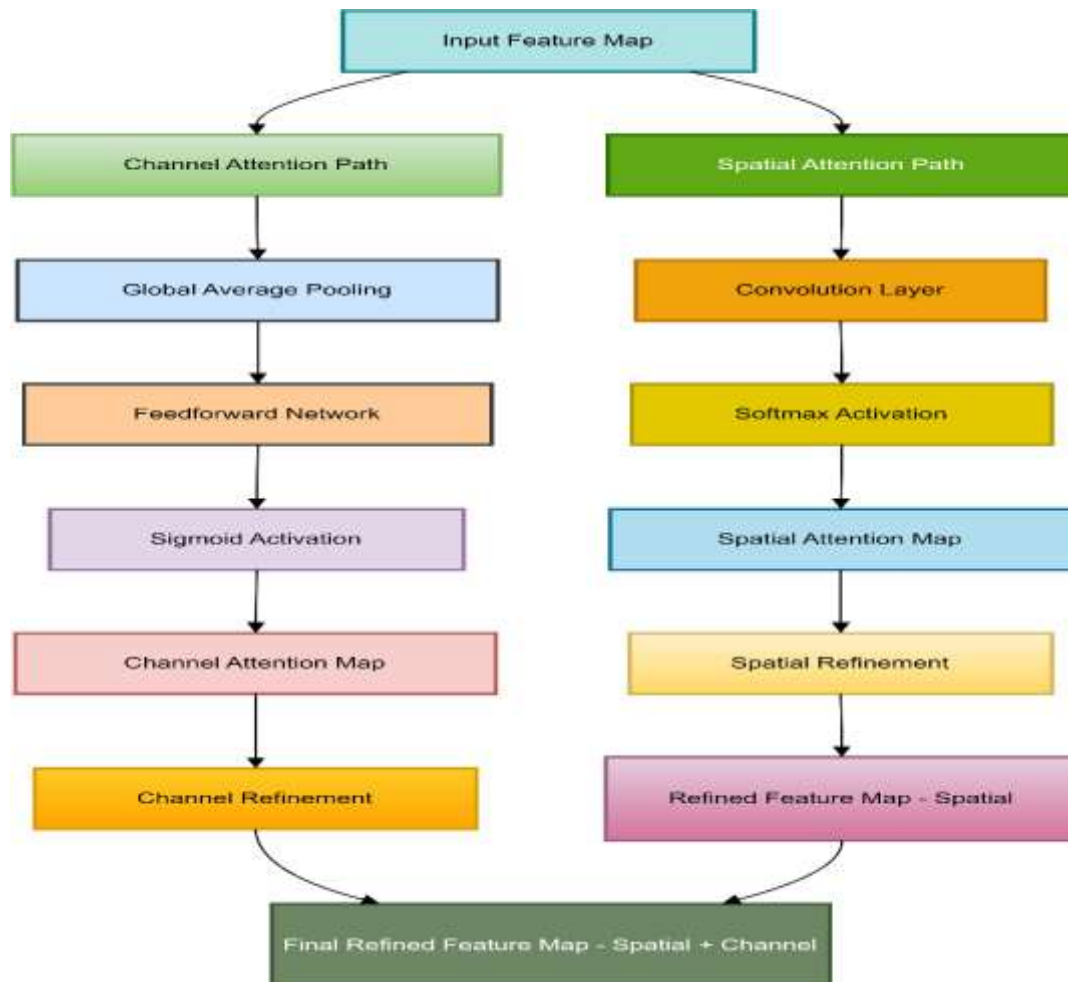 Input Feature Map
Channel Attention Path
Spatial Attention Path
Global Average Pooling
Convolution Layer
Feedforward Network
Softmax Activation
Sigmoid Activation
Spatial Attention Map
Channel Attention Map
Spatial Refinement
Channel Refinement
Refined Feature Map - Spatial
Final Refined Feature Map - Spatial + Channel